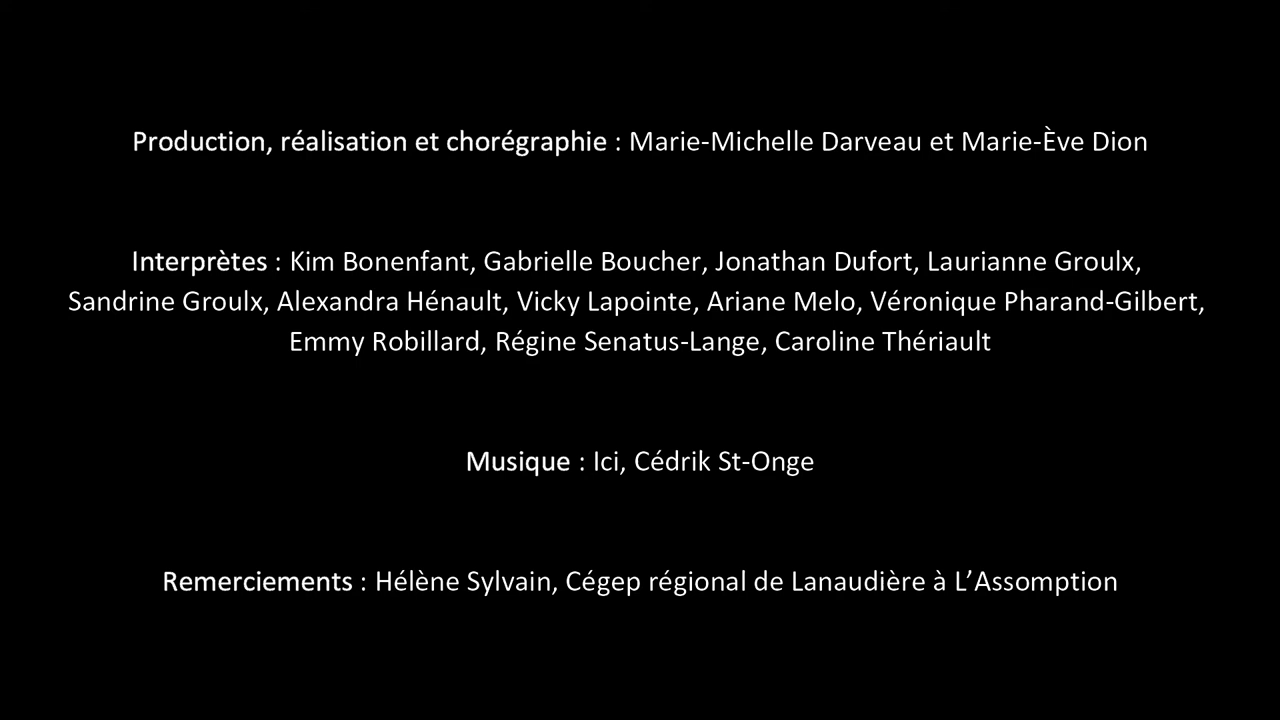 Production, réalisation et chorégraphie : Marie-Michelle Darveau et Marie-Ève Dion
Interprètes : Kim Bonenfant, Gabrielle Boucher, Jonathan Dufort, Laurianne Groulx,
Sandrine Groulx, Alexandra Hénault, Vicky Lapointe, Ariane Melo, Véronique Pharand-Gilbert,
Emmy Robillard, Régine Senatus-Lange, Caroline Thériault
Musique : Ici, Cédrik St-Onge
Remerciements : Hélène Sylvain, Cégep régional de Lanaudière à L’Assomption